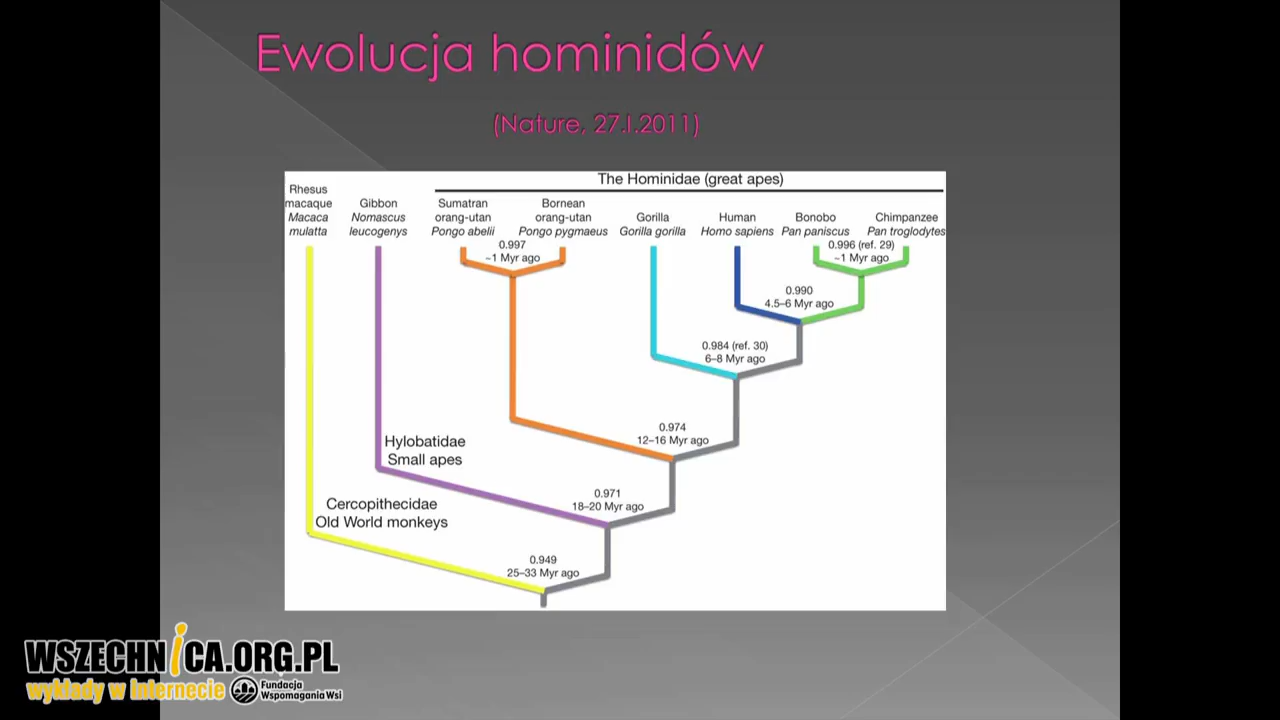 Ewolucja hominidów
(Nature, 27.I.2011)
The Hominidae (great apes)
Rhesus
macaque
Macaca
mulatta
Gibbon
Nomascus
leucogenys
Sumatran
orang-utan
Pongo abelii
Bornean
orang-utan
Pongo pygmaeus
Gorilla
Gorilla gorilla
Human
Homo sapiens
Bonobo
Pan paniscus
Chimpanzee
Pan troglodytes
0.997
~1 Myr ago
0.996 (ref. 29)
~1 Myr ago
0.990
4.5–6 Myr ago
0.984 (ref. 30)
6–8 Myr ago
0.974
12–16 Myr ago
Hylobatidae
Small apes
0.971
18–20 Myr ago
Cercopithecidae
Old World monkeys
0.949
25–33 Myr ago
WSZECHNICA.ORG.PL
wykłady w Internecie
Fundacja
Wspomagania Wsi